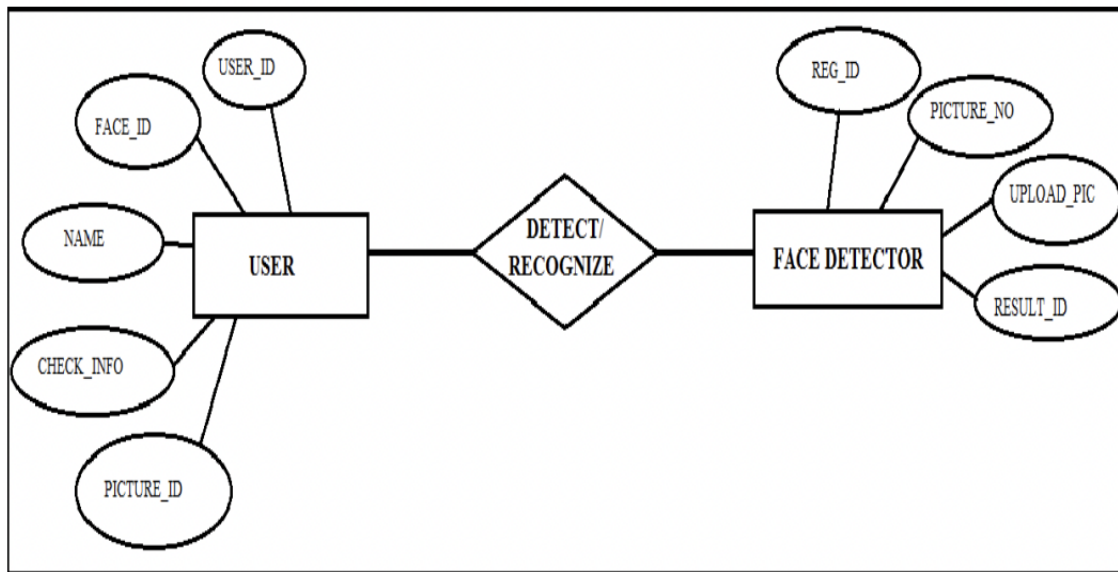 USER_ID
FACE_ID
NAME
CHECK_INFO
PICTURE_ID
USER
DETECT/
RECOGNIZE
REG_ID
PICTURE_NO
UPLOAD_PIC
RESULT_ID
FACE DETECTOR